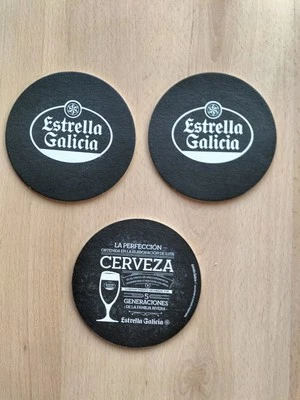 Estrella
Galicia
Estrella
Galicia
LA PERFECCIÓN
OBTENIDA EN LA ELABORACIÓN DE ESTA
CERVEZA
5
GENERACIONES
DE LA FAMILIA RIVERA
Estrella Galicia